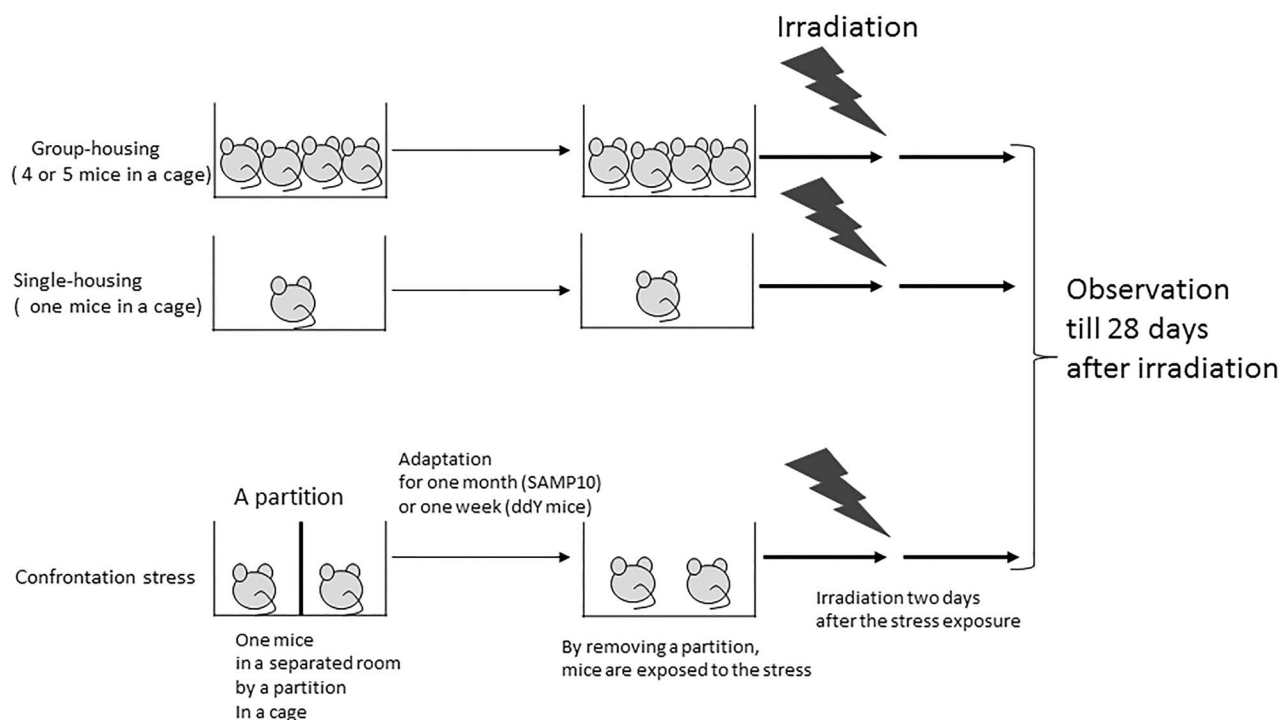 Irradiation
Group-housing
( 4 or 5 mice in a cage)
Single-housing
( one mice in a cage)
Observation
till 28 days
after irradiation
Adaptation
for one month (SAMP10)
or one week (ddY mice)
A partition
Confrontation stress
One mice
in a separated room
by a partition
In a cage
By removing a partition,
mice are exposed to the stress
Irradiation two days
after the stress exposure